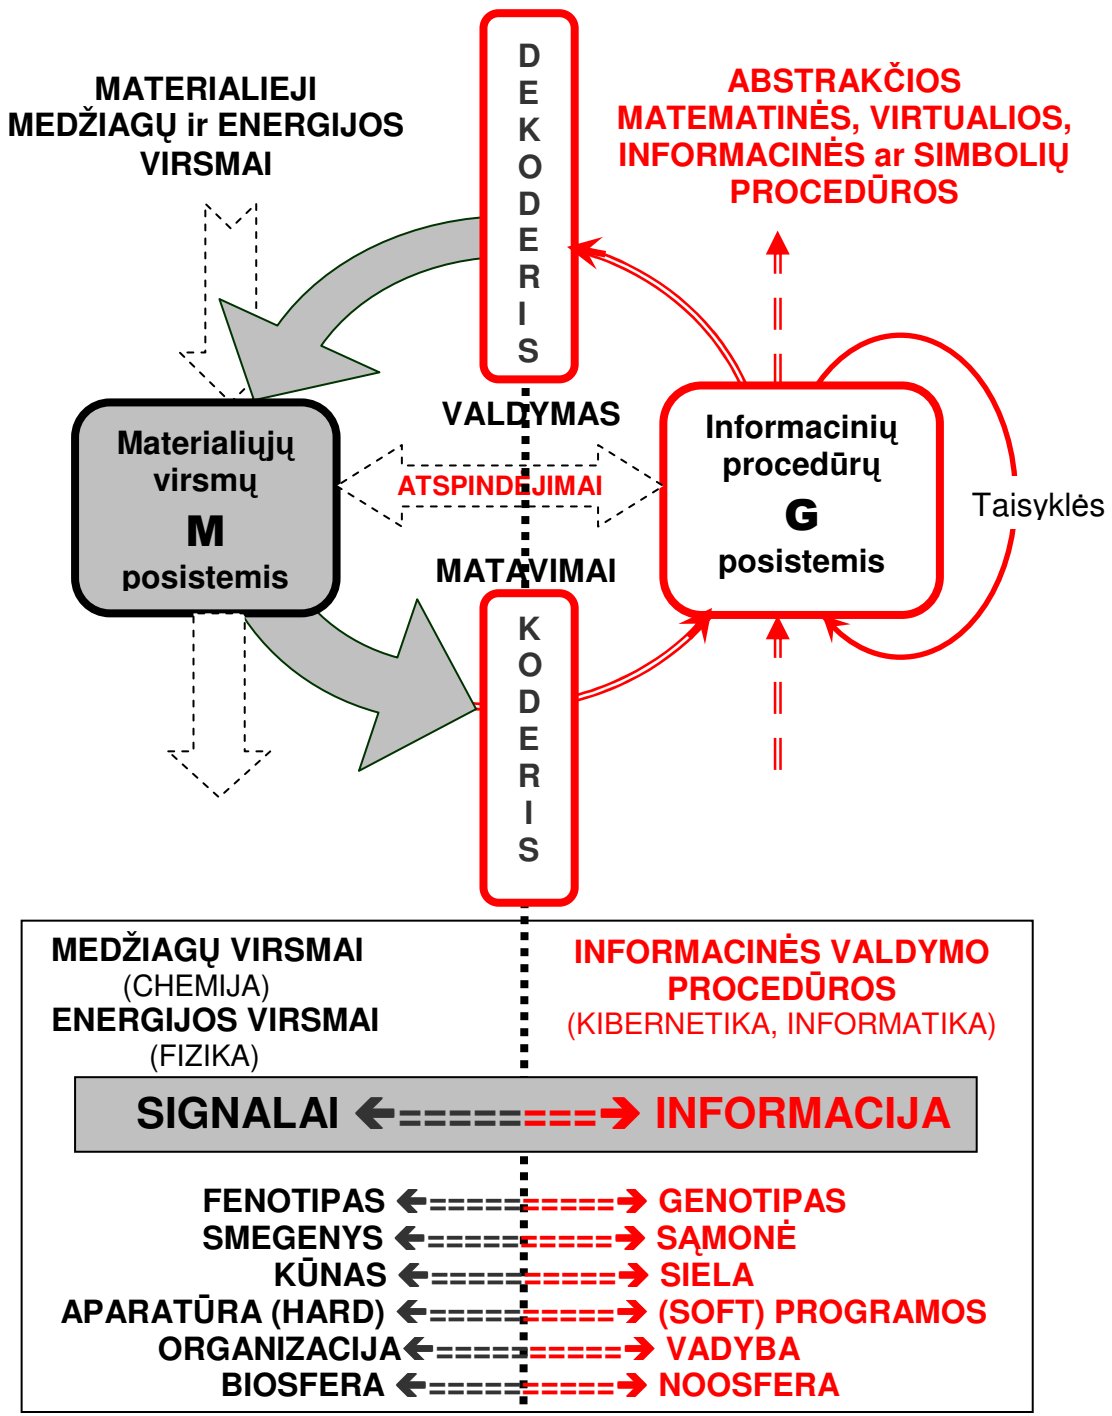 MATERIALIEJI
MEDŽIAGŲ ir ENERGIJOS
VIRSMAI
D
E
K
O
D
E
R
I
S
ABSTRAKČIOS
MATEMATINĖS, VIRTUALIOS,
INFORMACINĖS ar SIMBOLIŲ
PROCEDŪROS
VALDYMAS
Materialiųjų
virsmų
M
posistemis
ATSPINDĖJIMAI
Informacinių
procedūrų
G
posistemis
Taisyklės
MATAVIMAI
K
O
D
E
R
I
S
MEDŽIAGŲ VIRSMAI
(CHEMIJA)
ENERGIJOS VIRSMAI
(FIZIKA)
INFORMACINĖS VALDYMO
PROCEDŪROS
(KIBERNETIKA, INFORMATIKA)
SIGNALAI INFORMACIJA
FENOTIPAS GENOTIPAS
SMEGENYS SĄMONĖ
KŪNAS SIELA
APARATŪRA (HARD) (SOFT) PROGRAMOS
ORGANIZACIJA VADYBA
BIOSFERA NOOSFERA